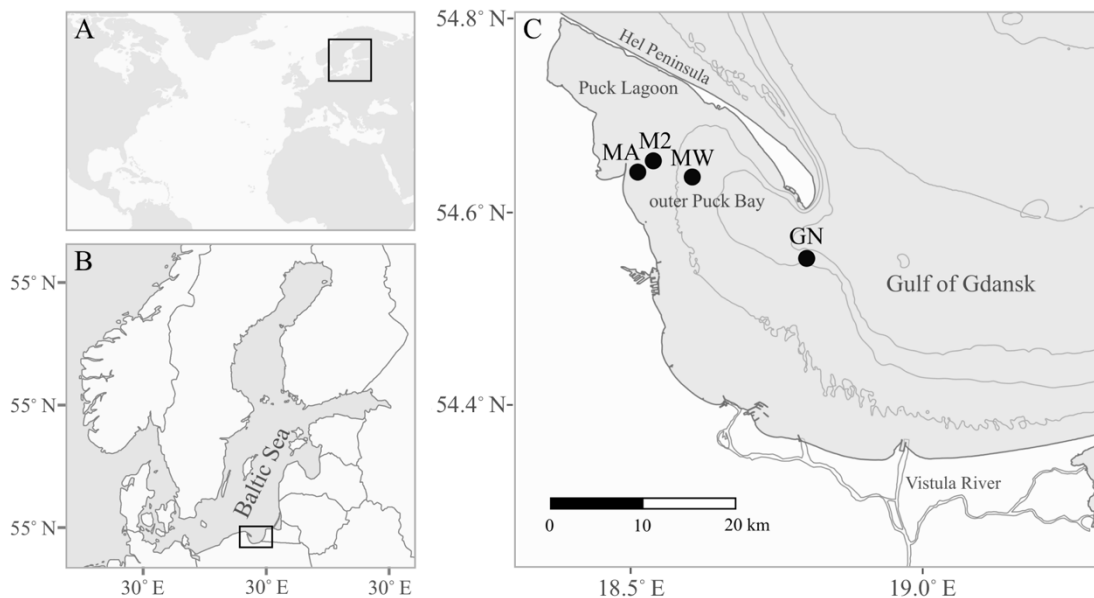 A
B
55° N
55° N
55° N
30° E
30° E
30° E
Baltic Sea
C
54.8°
54.6°
54.4°
18.5° E
19.0° E
Hel Peninsula
Puck Lagoon
MA
M2
MW
outer Puck Bay
GN
Gulf of Gdansk
Vistula River
0
10
20 km